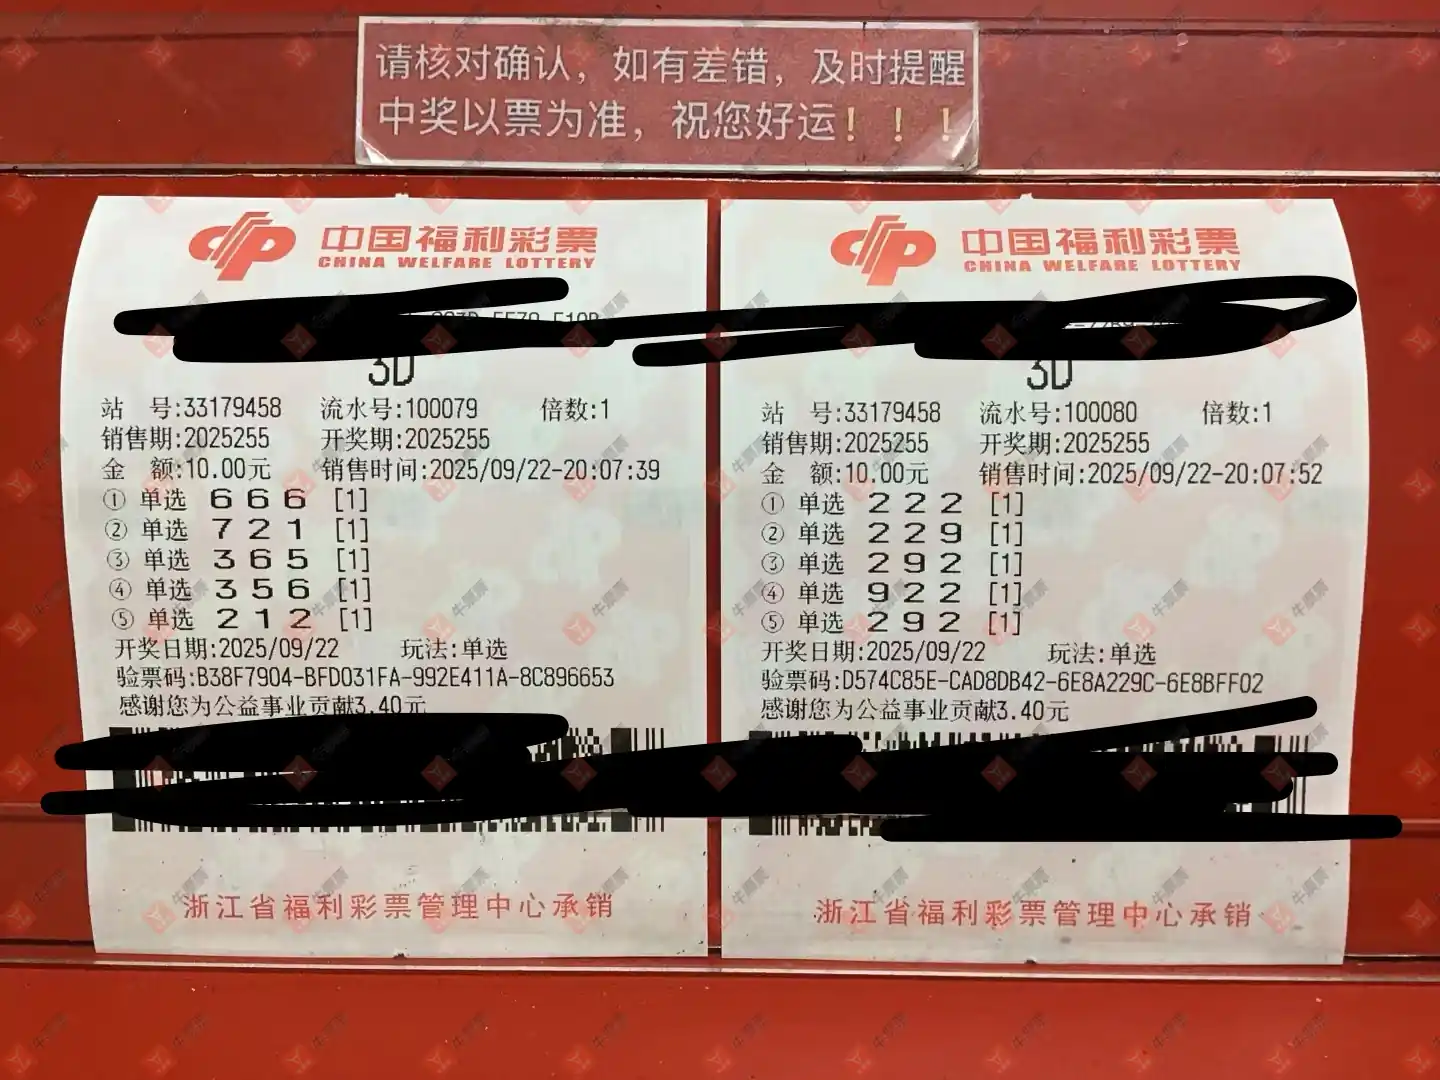 请核对确认，如有差错，及时提醒
中奖以票为准，祝您好运！！！
中国福利彩票
CHINA WELFARE LOTTERY
3D
站 号:33179458 流水号:100079 倍数:1
销售期:2025255 开奖期:2025255
金 额:10.00元 销售时间:2025/09/22-20:07:39
① 单选 6 6 6 [1]
② 单选 7 2 1 [1]
③ 单选 3 6 5 [1]
④ 单选 3 5 6 [1]
⑤ 单选 2 1 2 [1]
开奖日期:2025/09/22 玩法:单选
验票码:B38F7904-BFD031FA-992E411A-8C896653
感谢您为公益事业贡献3.40元
浙江省福利彩票管理中心承销
中国福利彩票
CHINA WELFARE LOTTERY
3D
站 号:33179458 流水号:100080 倍数:1
销售期:2025255 开奖期:2025255
金 额:10.00元 销售时间:2025/09/22-20:07:52
① 单选 2 2 2 [1]
② 单选 2 2 9 [1]
③ 单选 2 9 2 [1]
④ 单选 9 2 2 [1]
⑤ 单选 2 9 2 [1]
开奖日期:2025/09/22 玩法:单选
验票码:D574C85E-CAD8DB42-6E8A229C-6E8BFF02
感谢您为公益事业贡献3.40元
浙江省福利彩票管理中心承销